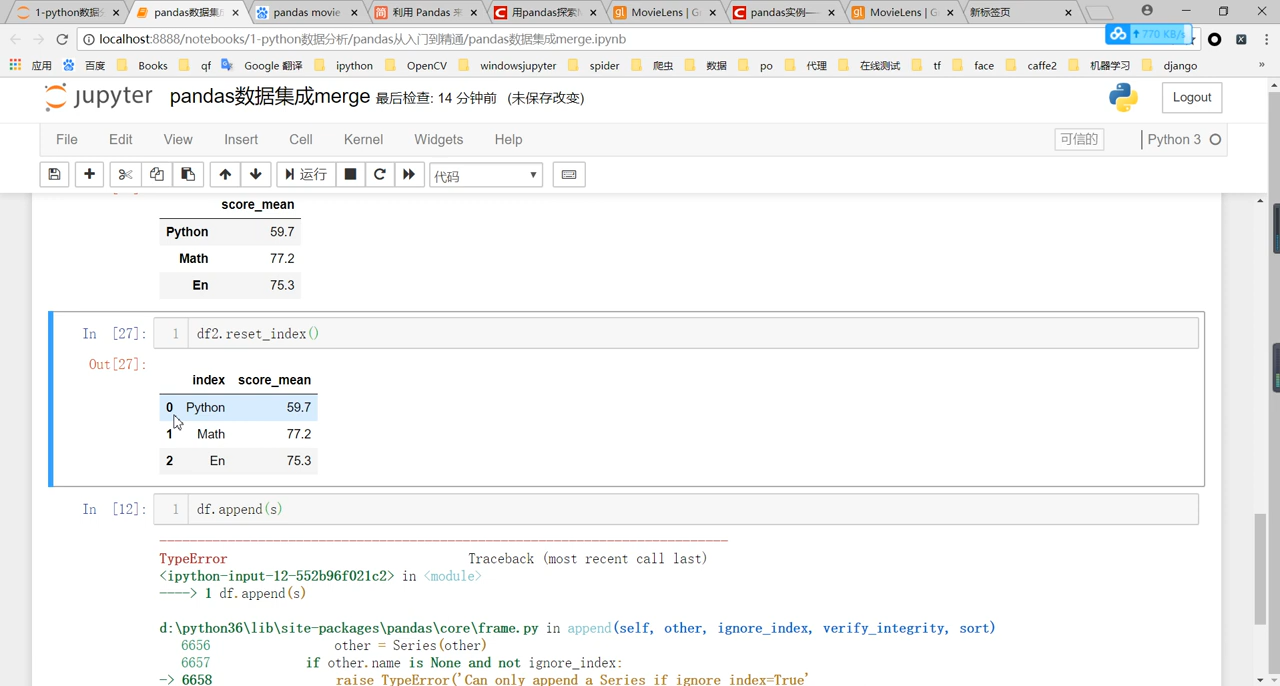 1-python数据分
pandas数据集成
pandas movie
利用 Pandas 来
用pandas探索M
MovieLens | Gr
pandas实例——
MovieLens | Gr
新标签页
localhost:8888/notebooks/1-python数据分析/pandas从入门到精通/pandas数据集成merge.ipynb
↑ 770 KB/s
应用 百度 Books qf Google 翻译 ipython OpenCV windowsjupyter spider 爬虫 数据 po 代理 在线测试 tf face caffe2 机器学习 django »
jupyter pandas数据集成merge 最后检查: 14 分钟前 (未保存改变) Logout
File Edit View Insert Cell Kernel Widgets Help 可信的 Python 3
运行 代码
score_mean
Python 59.7
Math 77.2
En 75.3
In [27]: 1 df2.reset_index()
Out[27]:
index score_mean
0 Python 59.7
1 Math 77.2
2 En 75.3
In [12]: 1 df.append(s)
---------------------------------------------------------------------------
TypeError Traceback (most recent call last)
<ipython-input-12-552b96f021c2> in <module>
----> 1 df.append(s)
d:\python36\lib\site-packages\pandas\core\frame.py in append(self, other, ignore_index, verify_integrity, sort)
6656 other = Series(other)
6657 if other.name is None and not ignore_index:
-> 6658 raise TypeError('Can only append a Series if ignore_index=True'